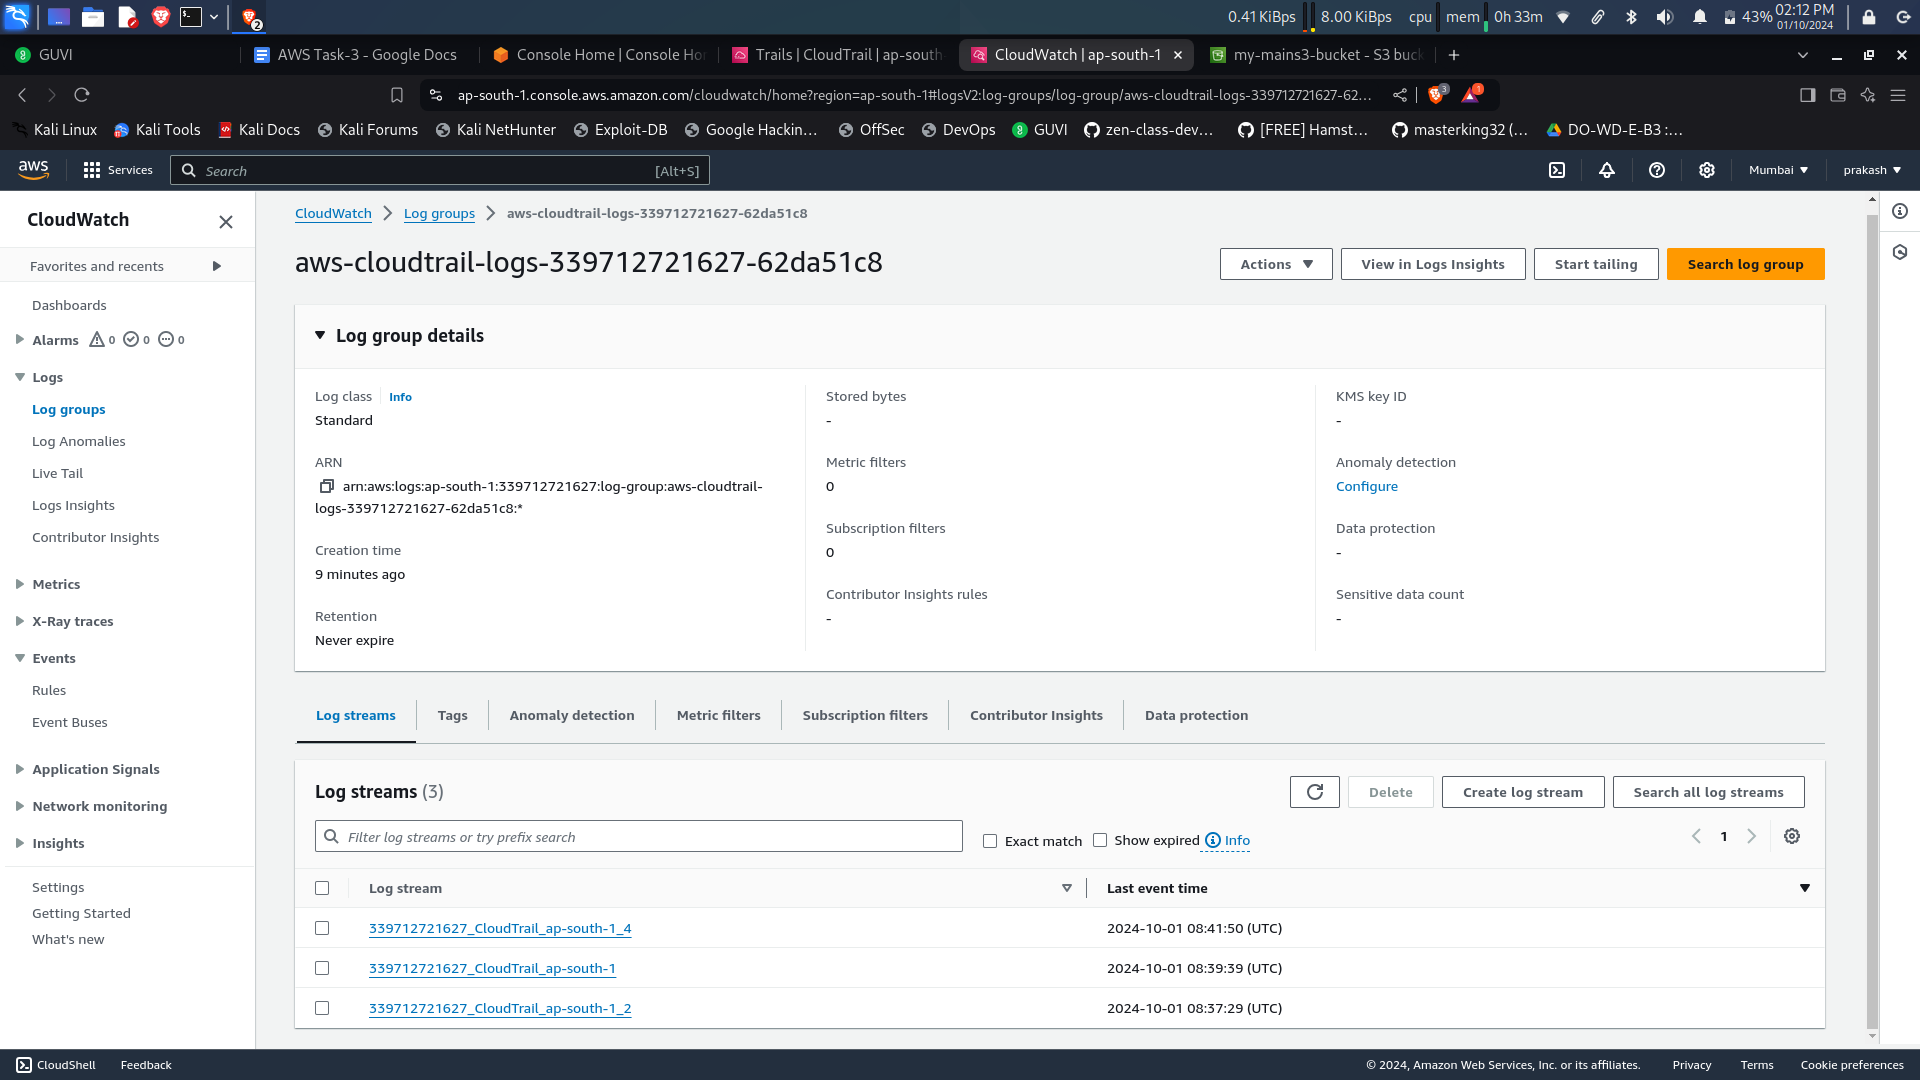 2
0.41 KiBps 8.00 KiBps cpu mem 0h 33m 43% 02:12 PM
01/10/2024
GUVI AWS Task-3 - Google Docs Console Home | Console Hor Trails | CloudTrail | ap-south- CloudWatch | ap-south-1 my-mains3-bucket - S3 buck
ap-south-1.console.aws.amazon.com/cloudwatch/home?region=ap-south-1#logsV2:log-groups/log-group/aws-cloudtrail-logs-339712721627-62... 3 1
Kali Linux Kali Tools Kali Docs Kali Forums Kali NetHunter Exploit-DB Google Hackin... OffSec DevOps GUVI zen-class-dev... [FREE] Hamst... masterking32 (... DO-WD-E-B3 :...
aws Services Search [Alt+S] Mumbai prakash
CloudWatch
Favorites and recents
Dashboards
Alarms 0 0 0
Logs
Log groups
Log Anomalies
Live Tail
Logs Insights
Contributor Insights
Metrics
X-Ray traces
Events
Rules
Event Buses
Application Signals
Network monitoring
Insights
Settings
Getting Started
What's new
CloudWatch Log groups aws-cloudtrail-logs-339712721627-62da51c8
aws-cloudtrail-logs-339712721627-62da51c8
Actions View in Logs Insights Start tailing Search log group
Log group details
Log class Info
Standard
ARN
arn:aws:logs:ap-south-1:339712721627:log-group:aws-cloudtrail-
logs-339712721627-62da51c8:*
Creation time
9 minutes ago
Retention
Never expire
Stored bytes
-
Metric filters
0
Subscription filters
0
Contributor Insights rules
-
KMS key ID
-
Anomaly detection
Configure
Data protection
-
Sensitive data count
-
Log streams Tags Anomaly detection Metric filters Subscription filters Contributor Insights Data protection
Log streams (3)
Delete Create log stream Search all log streams
Filter log streams or try prefix search Exact match Show expired Info 1
Log stream Last event time
339712721627_CloudTrail_ap-south-1_4 2024-10-01 08:41:50 (UTC)
339712721627_CloudTrail_ap-south-1 2024-10-01 08:39:39 (UTC)
339712721627_CloudTrail_ap-south-1_2 2024-10-01 08:37:29 (UTC)
CloudShell Feedback © 2024, Amazon Web Services, Inc. or its affiliates. Privacy Terms Cookie preferences